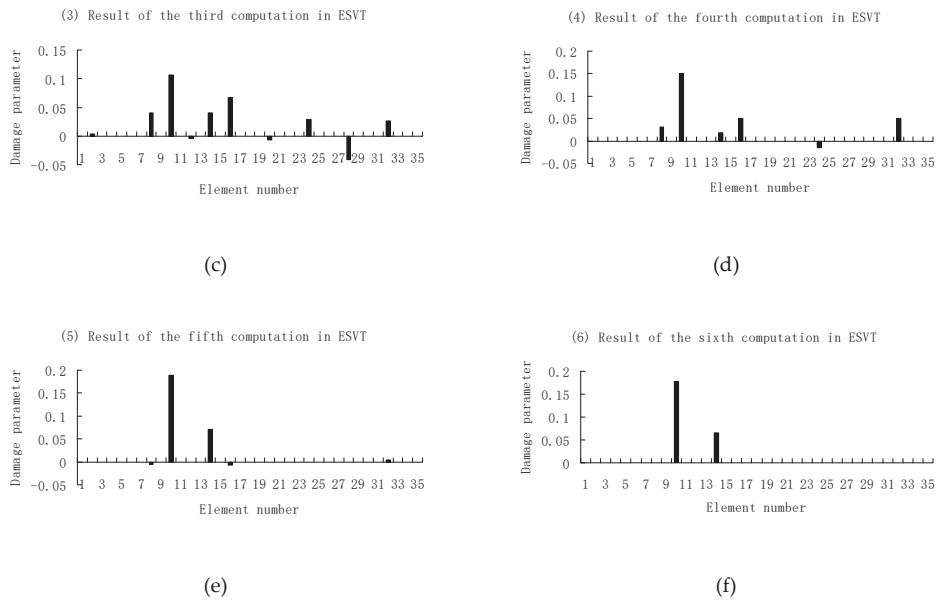 (3) Result of the third computation in ESVT
Damage parameter
0.15
0.1
0.05
0
-0.05
1 3 5 7 9 11 13 15 17 19 21 23 25 27 29 31 33 35
Element number
(c)
(4) Result of the fourth computation in ESVT
Damage parameter
0.2
0.15
0.1
0.05
0
-0.05
1 3 5 7 9 11 13 15 17 19 21 23 25 27 29 31 33 35
Element number
(d)
(5) Result of the fifth computation in ESVT
Damage parameter
0.2
0.15
0.1
0.05
0
-0.05
1 3 5 7 9 11 13 15 17 19 21 23 25 27 29 31 33 35
Element number
(e)
(6) Result of the sixth computation in ESVT
Damage parameter
0.2
0.15
0.1
0.05
0
1 3 5 7 9 11 13 15 17 19 21 23 25 27 29 31 33 35
Element number
(f)